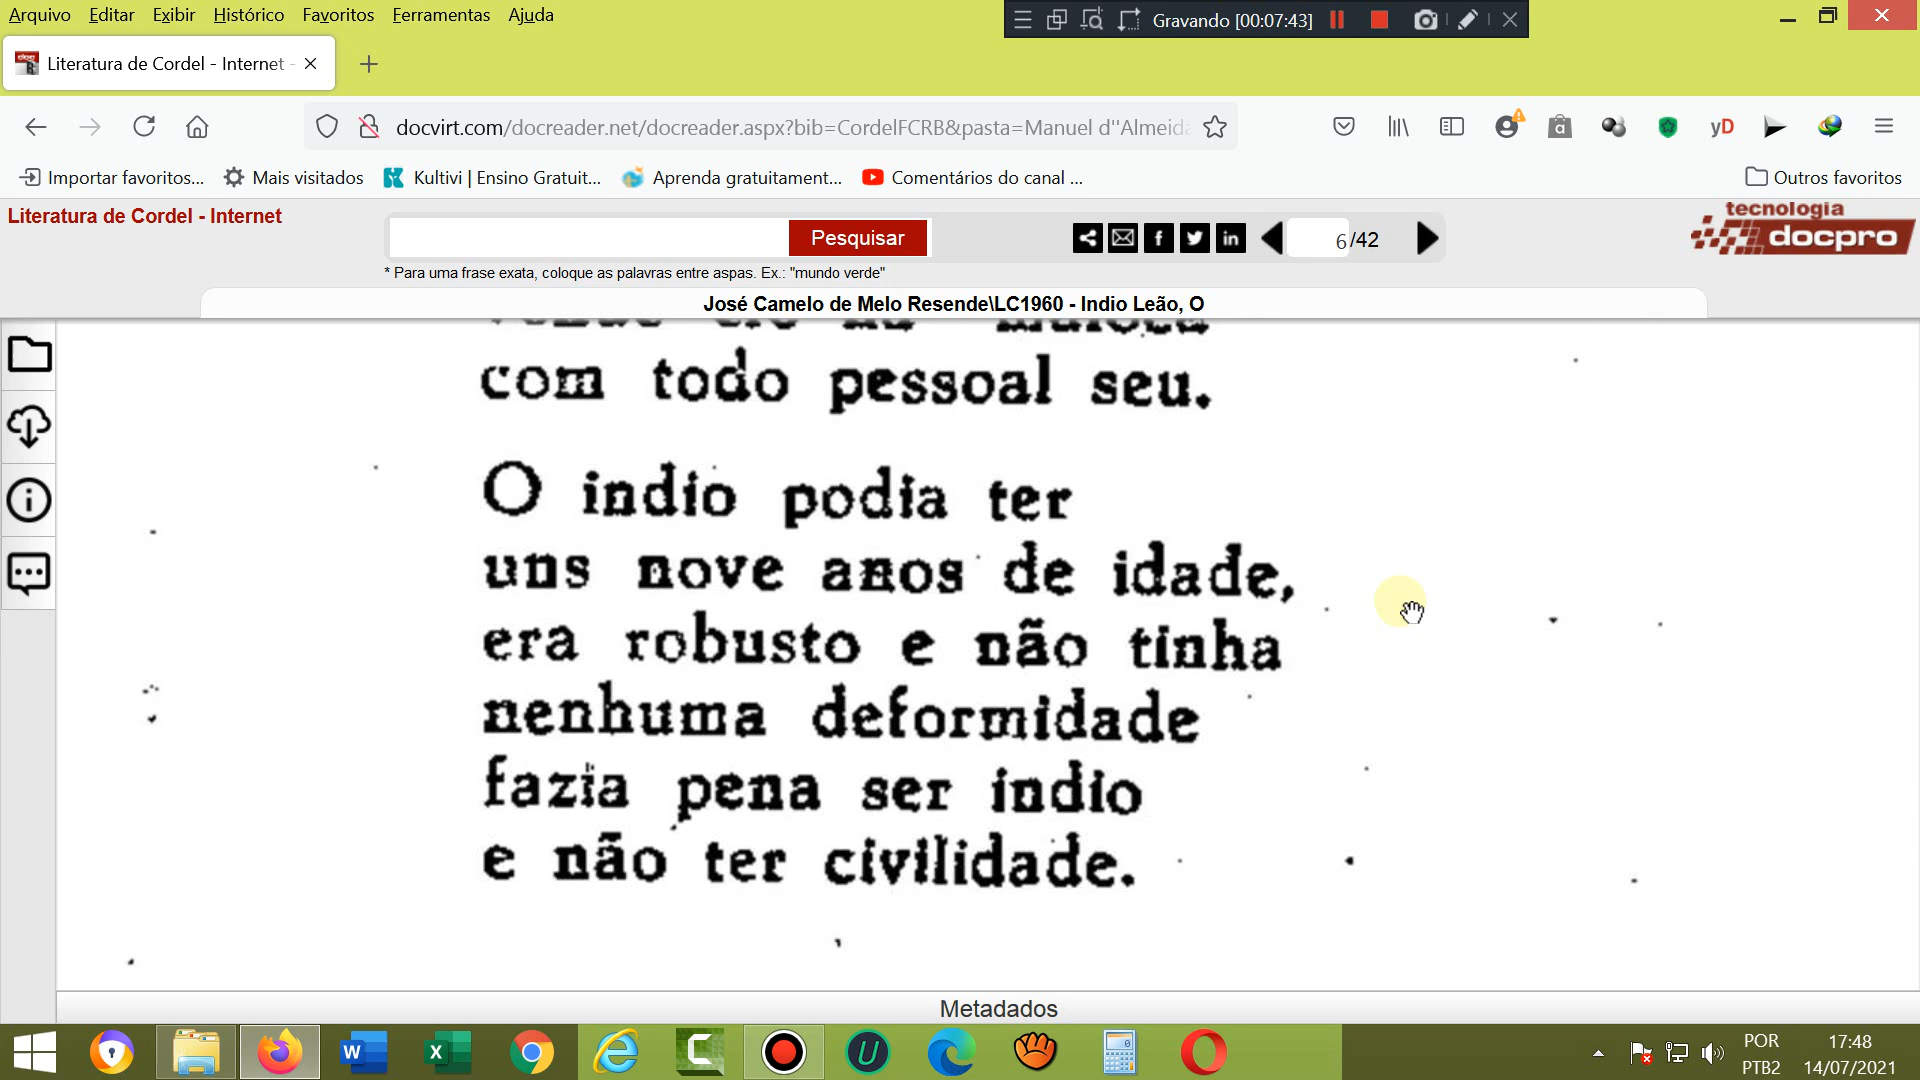 Arquivo Editar Exibir Histórico Favoritos Ferramentas Ajuda
Gravando [00:07:43]
Literatura de Cordel - Internet -
docvirt.com/docreader.net/docreader.aspx?bib=CordelFCRB&pasta=Manuel d''Almeida
Importar favoritos... Mais visitados Kultivi | Ensino Gratuit... Aprenda gratuitament... Comentários do canal ... Outros favoritos
Literatura de Cordel - Internet
Pesquisar
6 /42
tecnologia
docpro
* Para uma frase exata, coloque as palavras entre aspas. Ex.: "mundo verde"
José Camelo de Melo Resende\LC1960 - Indio Leão, O
com todo pessoal seu.
O indio podia ter
uns nove anos de idade,
era robusto e não tinha
nenhuma deformidade
fazia pena ser indio
e não ter civilidade.
Metadados
POR
PTB2
17:48
14/07/2021